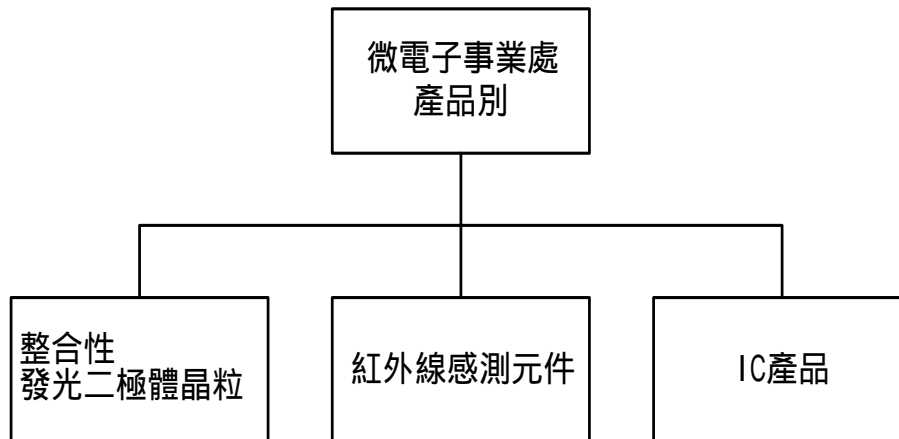 微電子事業處
產品別
整合性
發光二極體晶粒
紅外線感測元件
IC產品